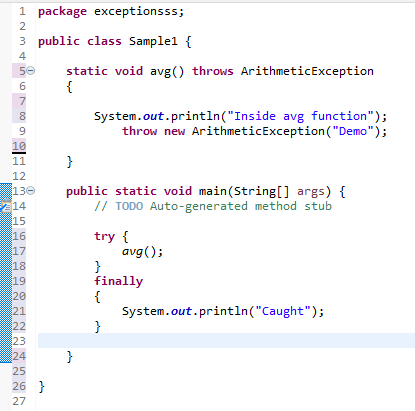 1 package exceptionsss;
2
3 public class Sample1 {
4
5 static void avg() throws ArithmeticException
6 {
7
8 System.out.println("Inside avg function");
9 throw new ArithmeticException("Demo");
10
11 }
12
13 public static void main(String[] args) {
14 // TODO Auto-generated method stub
15
16 try {
17 avg();
18 }
19 finally
20 {
21 System.out.println("Caught");
22 }
23
24 }
25
26 }
27